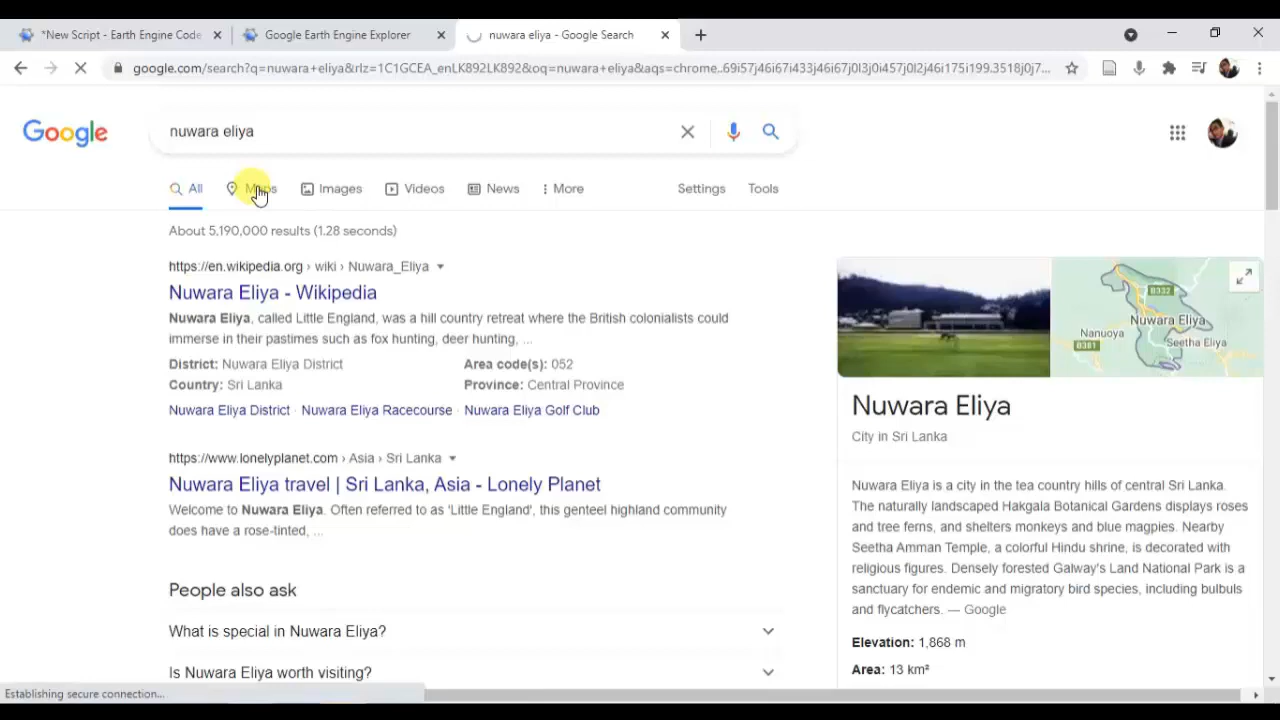 *New Script - Earth Engine Code
Google Earth Engine Explorer
nuwara eliya - Google Search
google.com/search?q=nuwara+eliya&rlz=1C1GCEA_enLK892LK892&oq=nuwara+eliya&aqs=chrome..69i57j46i67i433j46i67j0l3j0i457j0l2j46i175i199.3518j0j7...
Google
nuwara eliya
All
Maps
Images
Videos
News
More
Settings
Tools
About 5,190,000 results (1.28 seconds)
https://en.wikipedia.org › wiki › Nuwara_Eliya
Nuwara Eliya - Wikipedia
Nuwara Eliya, called Little England, was a hill country retreat where the British colonialists could
immerse in their pastimes such as fox hunting, deer hunting, ...
District: Nuwara Eliya District
Area code(s): 052
Country: Sri Lanka
Province: Central Province
Nuwara Eliya District · Nuwara Eliya Racecourse · Nuwara Eliya Golf Club
https://www.lonelyplanet.com › Asia › Sri Lanka
Nuwara Eliya travel | Sri Lanka, Asia - Lonely Planet
Welcome to Nuwara Eliya. Often referred to as 'Little England', this genteel highland community
does have a rose-tinted, ...
People also ask
What is special in Nuwara Eliya?
Is Nuwara Eliya worth visiting?
B332
Nuwara Eliya
Nanuoya
B381
Seetha Eliya
Nuwara Eliya
City in Sri Lanka
Nuwara Eliya is a city in the tea country hills of central Sri Lanka.
The naturally landscaped Hakgala Botanical Gardens displays roses
and tree ferns, and shelters monkeys and blue magpies. Nearby
Seetha Amman Temple, a colorful Hindu shrine, is decorated with
religious figures. Densely forested Galway's Land National Park is a
sanctuary for endemic and migratory bird species, including bulbuls
and flycatchers. — Google
Elevation: 1,868 m
Area: 13 km²
Establishing secure connection...